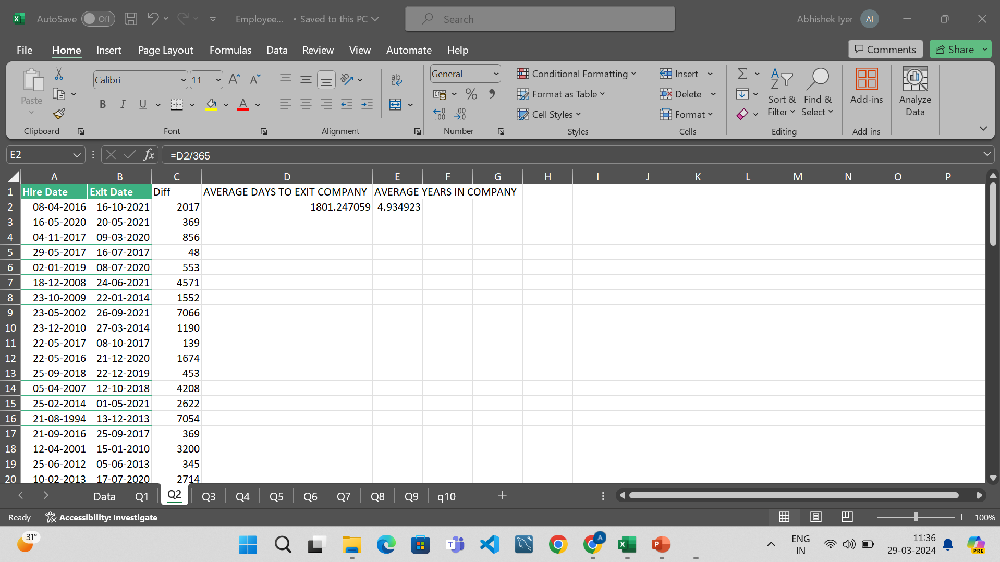 AutoSave Off Employee... • Saved to this PC Search Abhishek Iyer AI
File Home Insert Page Layout Formulas Data Review View Automate Help Comments Share
Paste Calibri 11 A A B I U A ab c General % 9 .00 .00 0 Conditional Formatting Format as Table Cell Styles Insert Delete Format Sort & Filter Find & Select Add-ins Analyze Data
Clipboard Font Alignment Number Styles Cells Editing Add-ins
E2 fx =D2/365
A B C D E F G H I J K L M N O P
1 Hire Date Exit Date Diff AVERAGE DAYS TO EXIT COMPANY AVERAGE YEARS IN COMPANY
2 08-04-2016 16-10-2021 2017 1801.247059 4.934923
3 16-05-2020 20-05-2021 369
4 04-11-2017 09-03-2020 856
5 29-05-2017 16-07-2017 48
6 02-01-2019 08-07-2020 553
7 18-12-2008 24-06-2021 4571
8 23-10-2009 22-01-2014 1552
9 23-05-2002 26-09-2021 7066
10 23-12-2010 27-03-2014 1190
11 22-05-2017 08-10-2017 139
12 22-05-2016 21-12-2020 1674
13 25-09-2018 22-12-2019 453
14 05-04-2007 12-10-2018 4208
15 25-02-2014 01-05-2021 2622
16 21-08-1994 13-12-2013 7054
17 21-09-2016 25-09-2017 369
18 12-04-2001 15-01-2010 3200
19 25-06-2012 05-06-2013 345
20 10-02-2013 17-07-2020 2714
Data Q1 Q2 Q3 Q4 Q5 Q6 Q7 Q8 Q9 q10
Ready Accessibility: Investigate 100%
31° ENG IN 11:36 29-03-2024 PRE